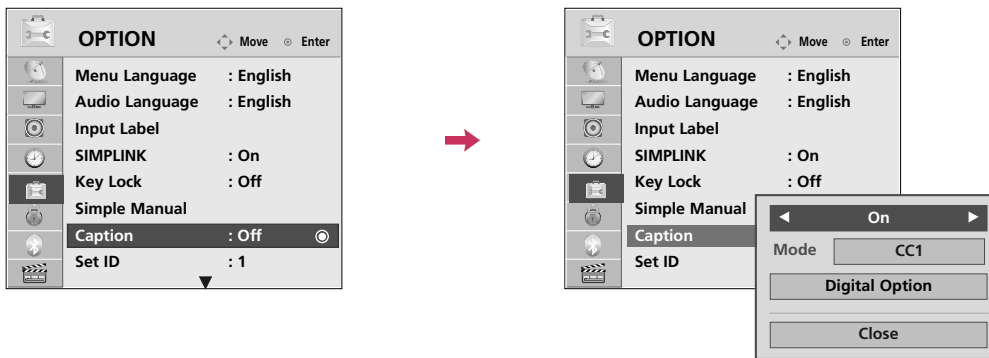 OPTION Move Enter
Menu Language : English
Audio Language : English
Input Label
SIMPLINK : On
Key Lock : Off
Simple Manual
Caption : Off
Set ID : 1
OPTION Move Enter
Menu Language : English
Audio Language : English
Input Label
SIMPLINK : On
Key Lock : Off
Simple Manual
Caption
Set ID
On
Mode CC1
Digital Option
Close